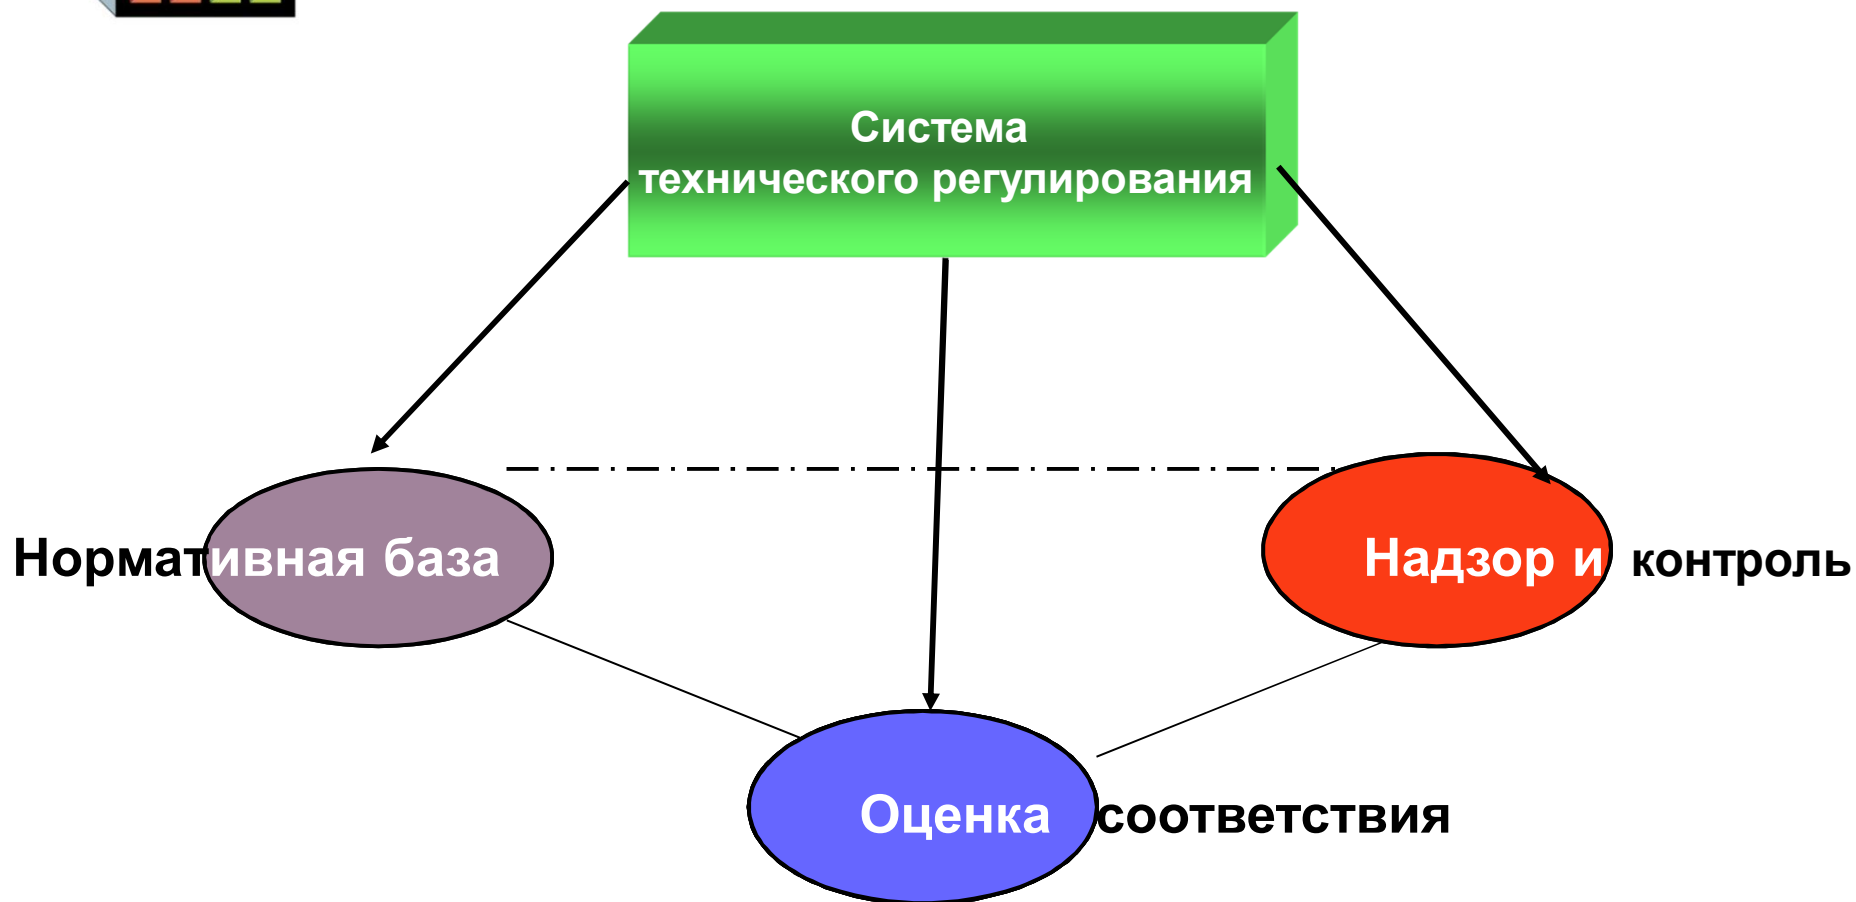 Система
технического регулирования
Нормативная база
Надзор и контроль
Оценка соответствия